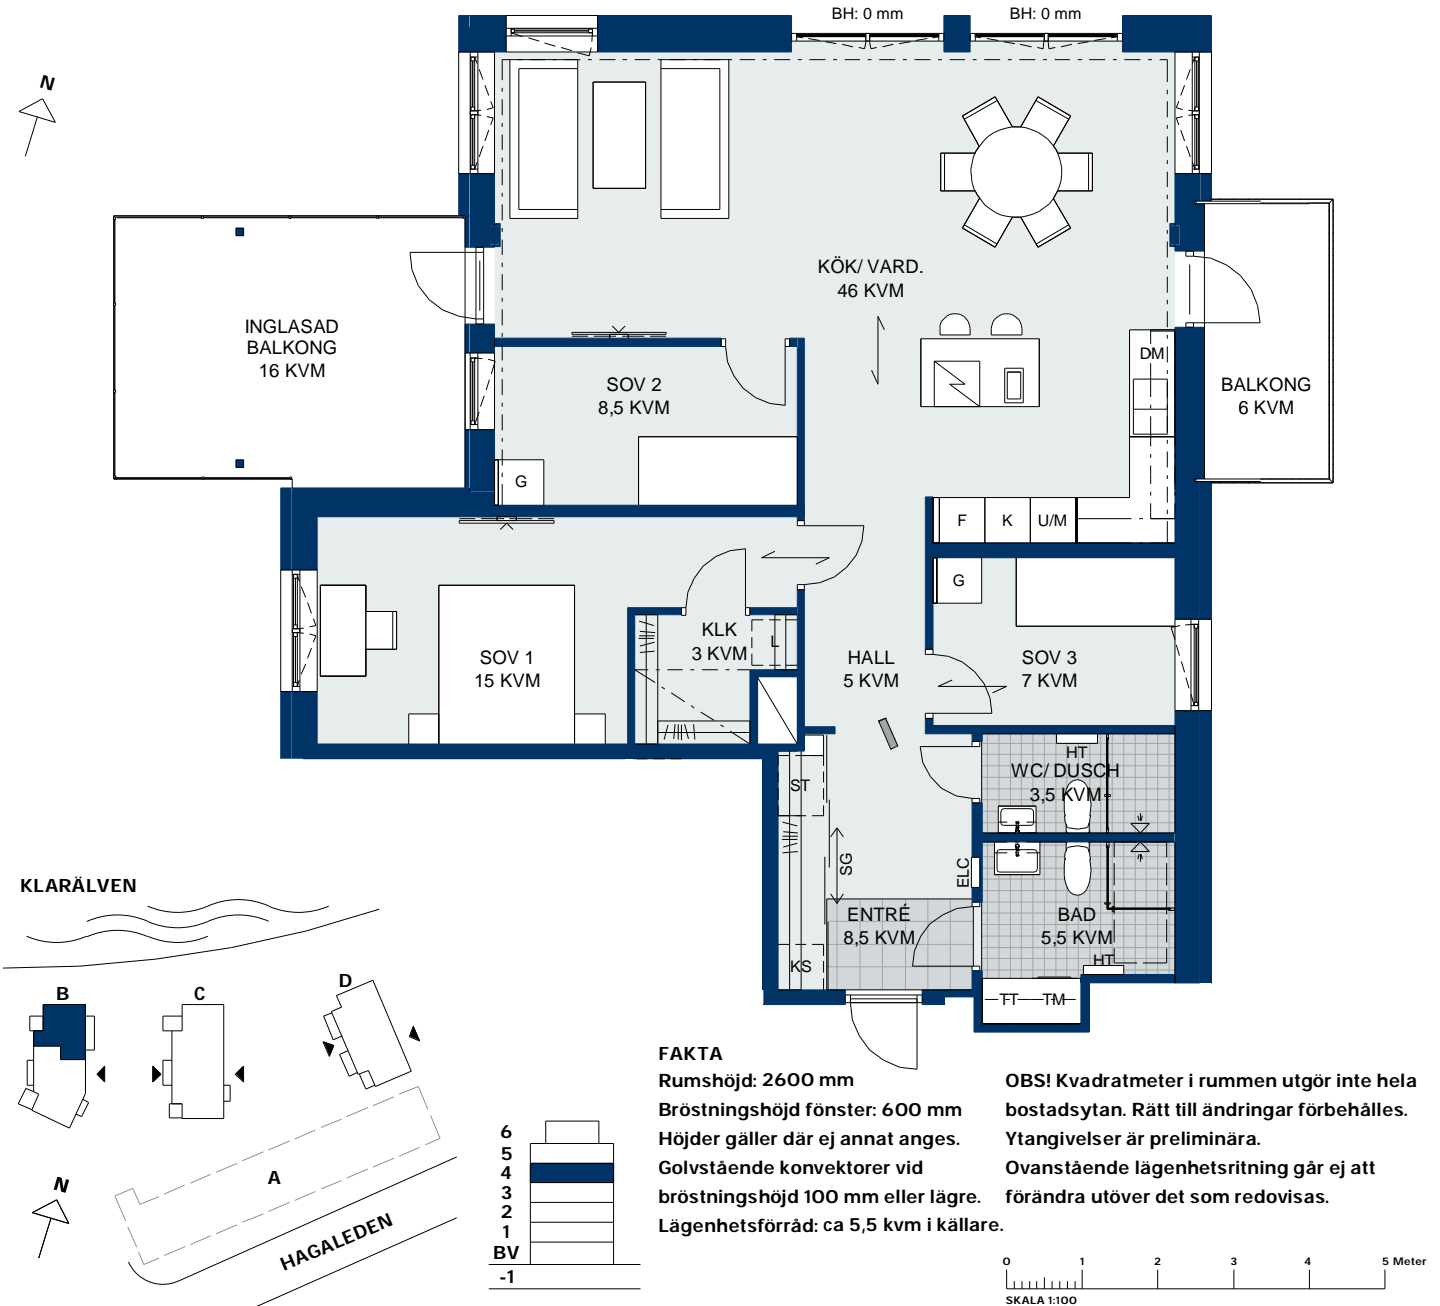 BH: 0 mm
BH: 0 mm
N
KÖK/ VARD.
46 KVM
INGLASAD
BALKONG
16 KVM
SOV 2
8,5 KVM
DM
BALKONG
6 KVM
G
F
K
U/M
G
KLK
3 KVM
L
SOV 1
15 KVM
HALL
5 KVM
SOV 3
7 KVM
HT
WC/ DUSCH
3,5 KVM
ST
SG
ELC
ENTRÉ
8,5 KVM
BAD
5,5 KVM
KS
HT
TT
TM
KLARÄLVEN
B
C
D
A
N
HAGALEDEN
6
5
4
3
2
1
BV
-1
FAKTA
Rumshöjd: 2600 mm
Bröstningshöjd fönster: 600 mm
Höjder gäller där ej annat anges.
Golvstående konvektorer vid
bröstningshöjd 100 mm eller lägre.
Lägenhetsförråd: ca 5,5 kvm i källare.
OBS! Kvadratmeter i rummen utgör inte hela
bostadsytan. Rätt till ändringar förbehålles.
Ytangivelser är preliminära.
Ovanstående lägenhetsritning går ej att
förändra utöver det som redovisas.
0 1 2 3 4 5 Meter
SKALA 1:100